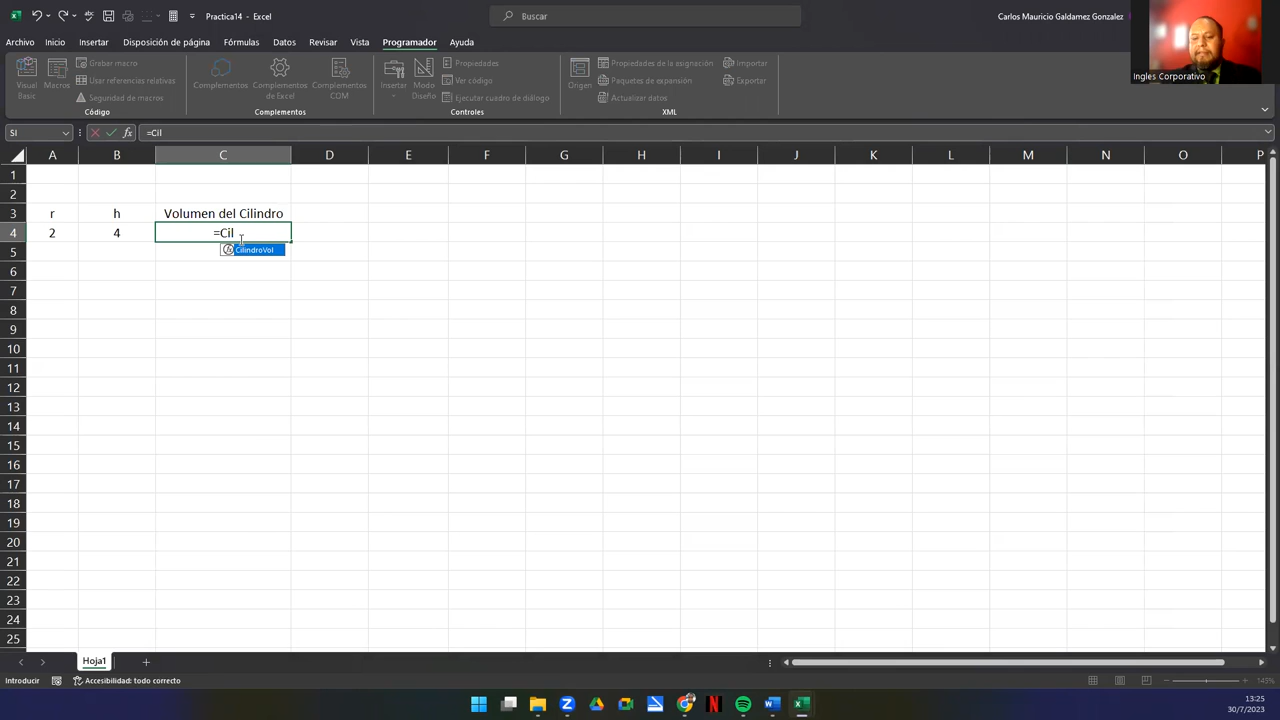 Practica14 - Excel
Buscar
Carlos Mauricio Galdamez Gonzalez
Ingles Corporativo
Archivo Inicio Insertar Disposición de página Fórmulas Datos Revisar Vista Programador Ayuda
Visual Basic
Macros
Grabar macro
Usar referencias relativas
Seguridad de macros
Código
Complementos
Complementos de Excel
Complementos COM
Complementos
Insertar
Modo Diseño
Propiedades
Ver código
Ejecutar cuadro de diálogo
Controles
Origen
Propiedades de la asignación
Paquetes de expansión
Actualizar datos
Importar
Exportar
XML
SI
fx
=Cil
A B C D E F G H I J K L M N O P
1
2
3 r h Volumen del Cilindro
4 2 4 =Cil
CilindroVol
5
6
7
8
9
10
11
12
13
14
15
16
17
18
19
20
21
22
23
24
25
Hoja1
Introducir
Accesibilidad: todo correcto
145%
13:25
30/7/2023